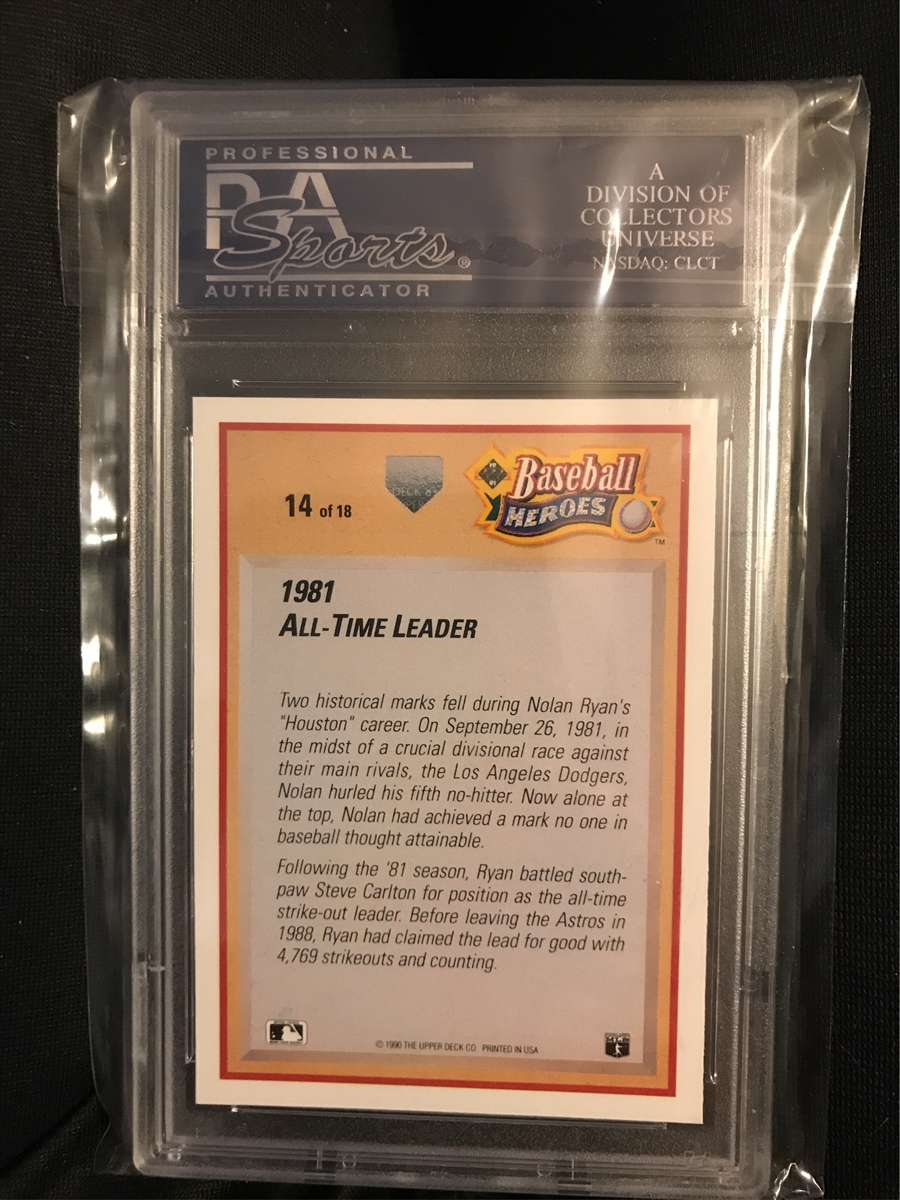 PROFESSIONAL
PSA
Sports®
AUTHENTICATOR
A
DIVISION OF
COLLECTORS
UNIVERSE
NASDAQ: CLCT
14 of 18
Baseball
HEROES
TM
1981
ALL-TIME LEADER
Two historical marks fell during Nolan Ryan's
"Houston" career. On September 26, 1981, in
the midst of a crucial divisional race against
their main rivals, the Los Angeles Dodgers,
Nolan hurled his fifth no-hitter. Now alone at
the top, Nolan had achieved a mark no one in
baseball thought attainable.
Following the '81 season, Ryan battled south-
paw Steve Carlton for position as the all-time
strike-out leader. Before leaving the Astros in
1988, Ryan had claimed the lead for good with
4,769 strikeouts and counting.
© 1990 THE UPPER DECK CO. PRINTED IN USA